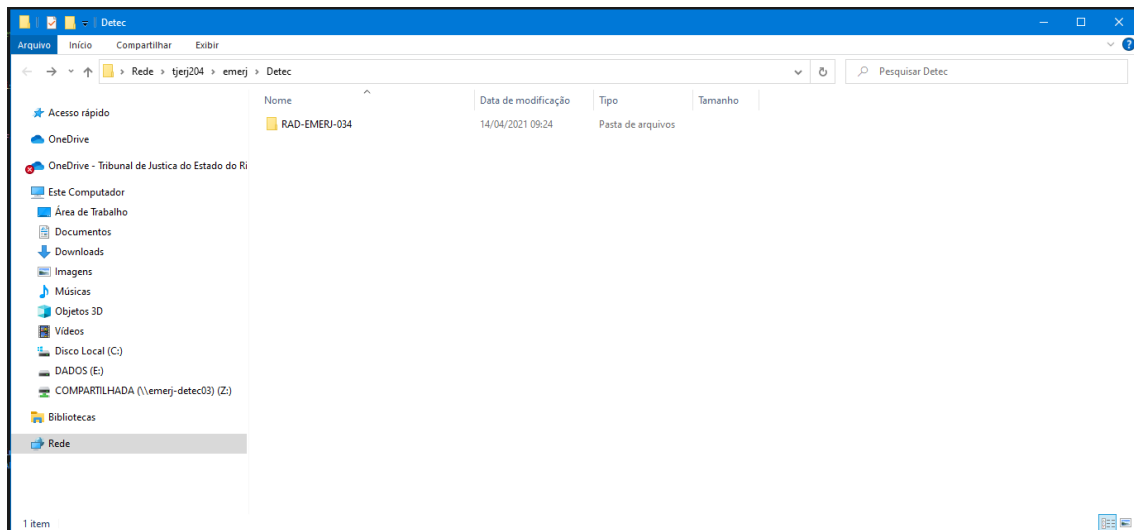 Detec
Arquivo Início Compartilhar Exibir
Rede › tjerj204 › emerj › Detec
Pesquisar Detec
Nome Data de modificação Tipo Tamanho
RAD-EMERJ-034 14/04/2021 09:24 Pasta de arquivos
Acesso rápido
OneDrive
OneDrive - Tribunal de Justica do Estado do Ri
Este Computador
Área de Trabalho
Documentos
Downloads
Imagens
Músicas
Objetos 3D
Vídeos
Disco Local (C:)
DADOS (E:)
COMPARTILHADA (\\emerj-detec03) (Z:)
Bibliotecas
Rede
1 item